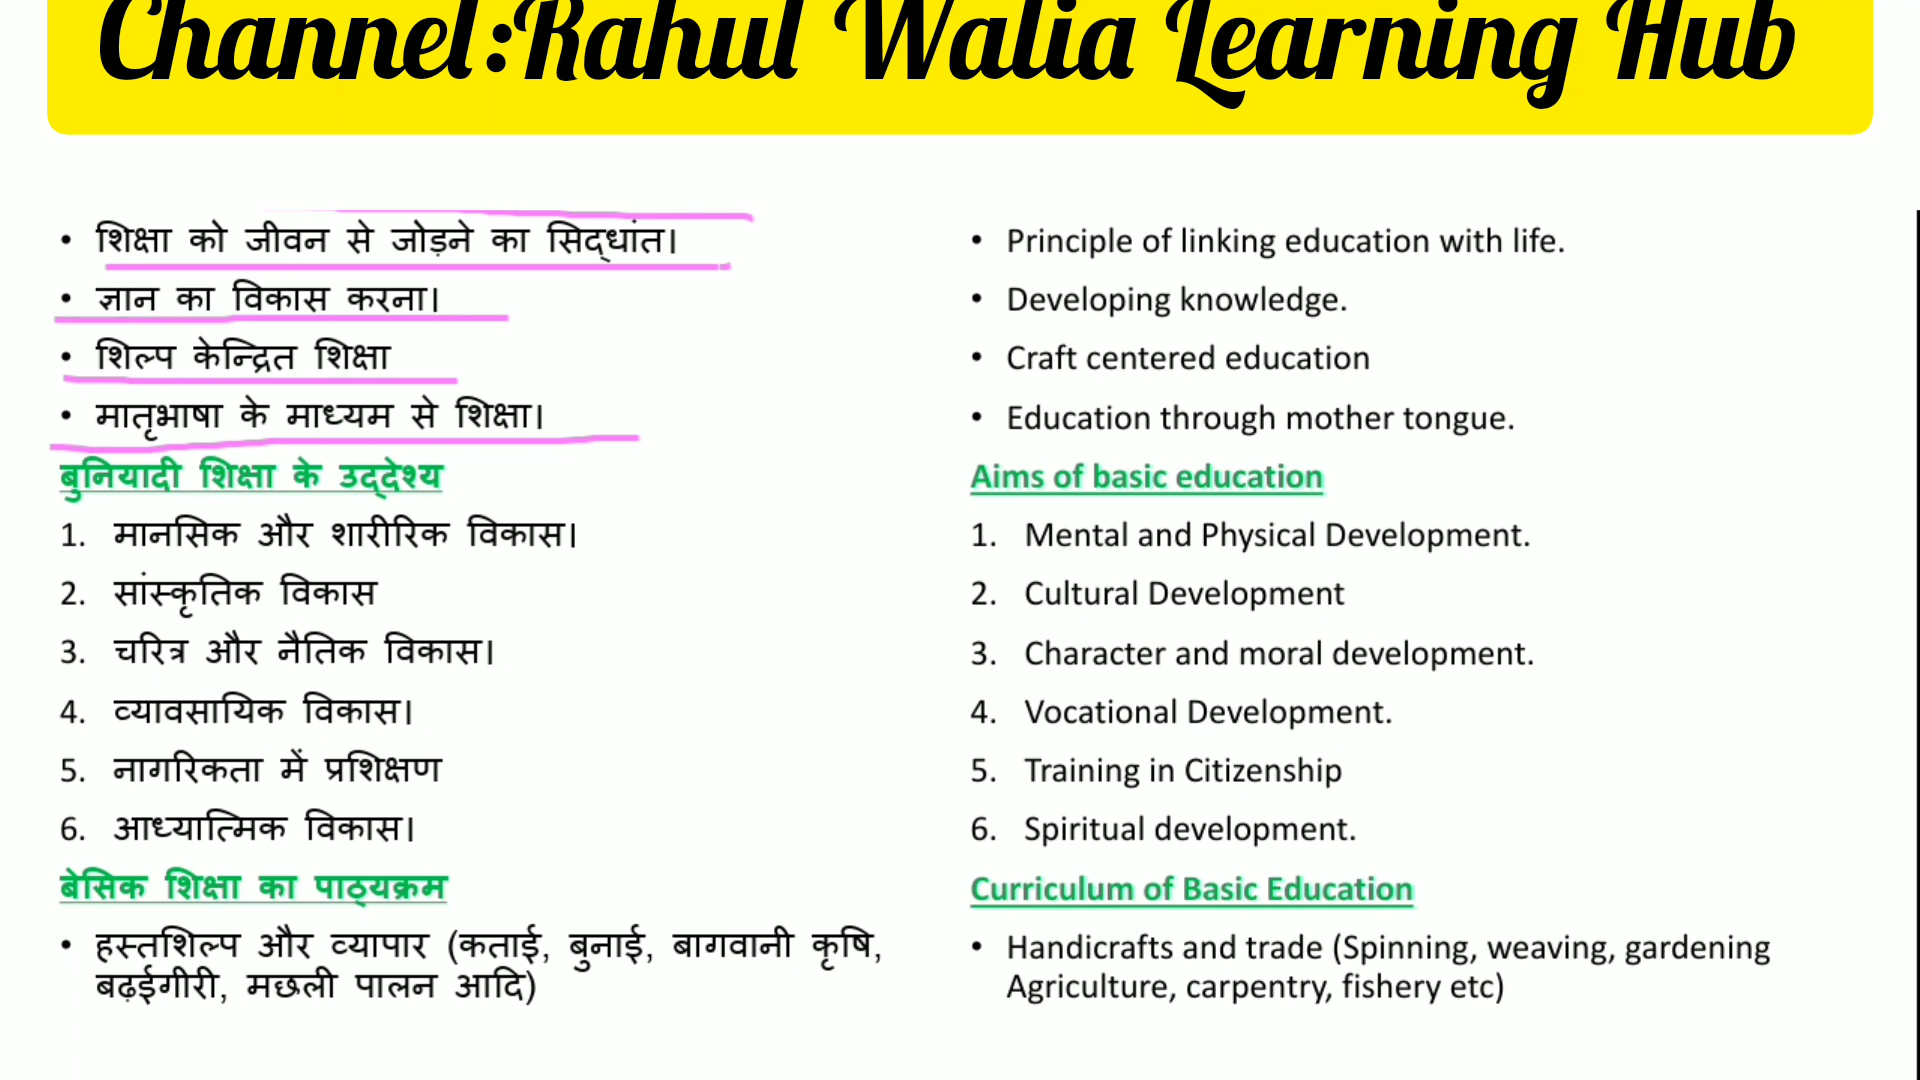 Channel:Rahul Walia Learning Hub
• शिक्षा को जीवन से जोड़ने का सिद्धांत।
• ज्ञान का विकास करना।
• शिल्प केन्द्रित शिक्षा
• मातृभाषा के माध्यम से शिक्षा।
बुनियादी शिक्षा के उद्देश्य
1. मानसिक और शारीरिक विकास।
2. सांस्कृतिक विकास
3. चरित्र और नैतिक विकास।
4. व्यावसायिक विकास।
5. नागरिकता में प्रशिक्षण
6. आध्यात्मिक विकास।
बेसिक शिक्षा का पाठ्यक्रम
• हस्तशिल्प और व्यापार (कताई, बुनाई, बागवानी कृषि,
बढ़ईगीरी, मछली पालन आदि)
• Principle of linking education with life.
• Developing knowledge.
• Craft centered education
• Education through mother tongue.
Aims of basic education
1. Mental and Physical Development.
2. Cultural Development
3. Character and moral development.
4. Vocational Development.
5. Training in Citizenship
6. Spiritual development.
Curriculum of Basic Education
• Handicrafts and trade (Spinning, weaving, gardening
Agriculture, carpentry, fishery etc)